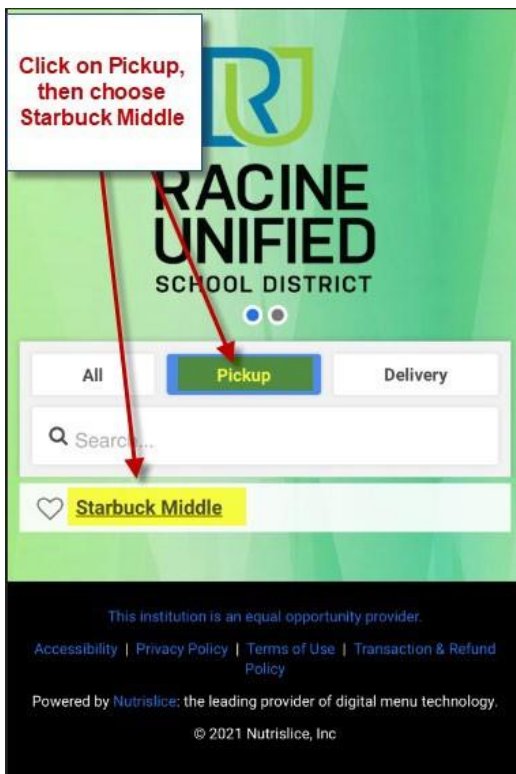 Click on Pickup,
then choose
Starbuck Middle
RACINE
UNIFIED
SCHOOL DISTRICT
All
Pickup
Delivery
Search...
Starbuck Middle
This institution is an equal opportunity provider.
Accessibility | Privacy Policy | Terms of Use | Transaction & Refund
Policy
Powered by Nutrislice: the leading provider of digital menu technology.
© 2021 Nutrislice, Inc